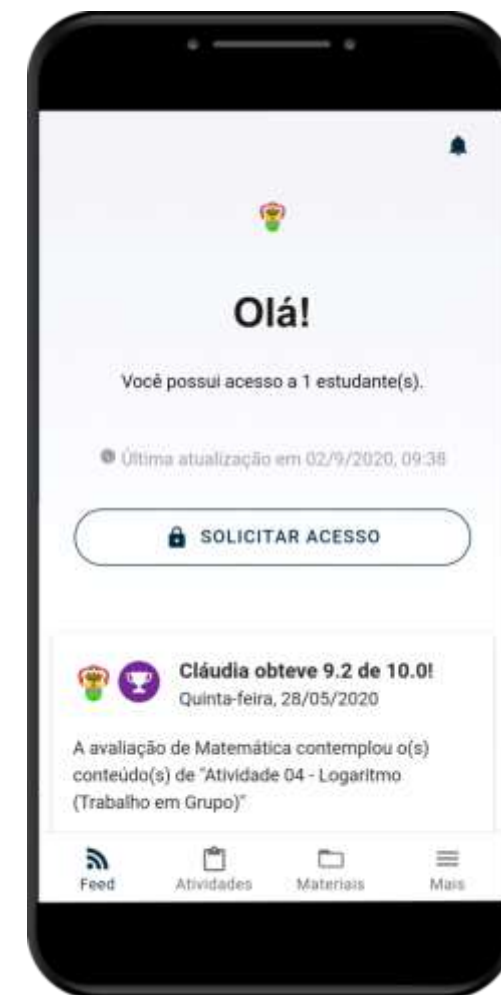 Olá!
Você possui acesso a 1 estudante(s).
Última atualização em 02/9/2020, 09:38
SOLICITAR ACESSO
Cláudia obteve 9.2 de 10.0!
Quinta-feira, 28/05/2020
A avaliação de Matemática contemplou o(s)
conteúdo(s) de "Atividade 04 - Logaritmo
(Trabalho em Grupo)"
Feed
Atividades
Materiais
Mais